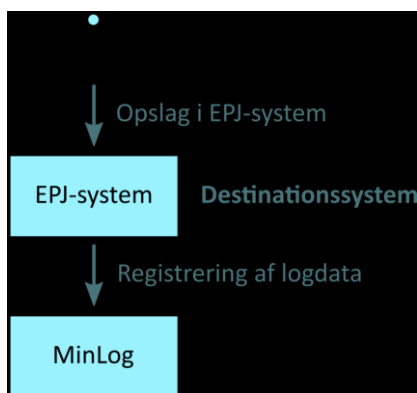 Opslag i EPJ-system
EPJ-system
Destinationssystem
Registrering af logdata
MinLog